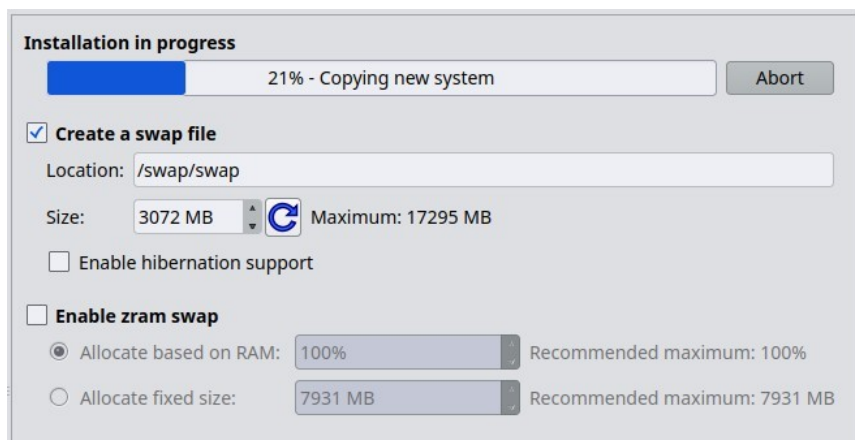 Installation in progress
21% - Copying new system Abort
Create a swap file
Location: /swap/swap
Size: 3072 MB Maximum: 17295 MB
Enable hibernation support
Enable zram swap
Allocate based on RAM: 100% Recommended maximum: 100%
Allocate fixed size: 7931 MB Recommended maximum: 7931 MB